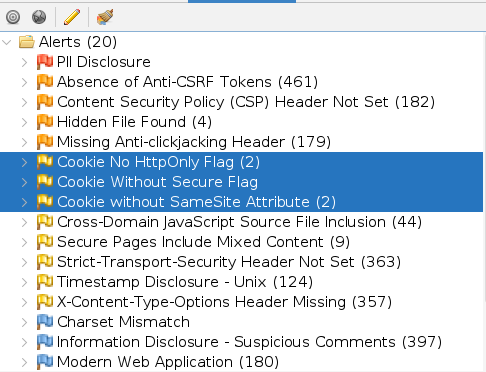 Alerts (20)
PII Disclosure
Absence of Anti-CSRF Tokens (461)
Content Security Policy (CSP) Header Not Set (182)
Hidden File Found (4)
Missing Anti-clickjacking Header (179)
Cookie No HttpOnly Flag (2)
Cookie Without Secure Flag
Cookie without SameSite Attribute (2)
Cross-Domain JavaScript Source File Inclusion (44)
Secure Pages Include Mixed Content (9)
Strict-Transport-Security Header Not Set (363)
Timestamp Disclosure - Unix (124)
X-Content-Type-Options Header Missing (357)
Charset Mismatch
Information Disclosure - Suspicious Comments (397)
Modern Web Application (180)